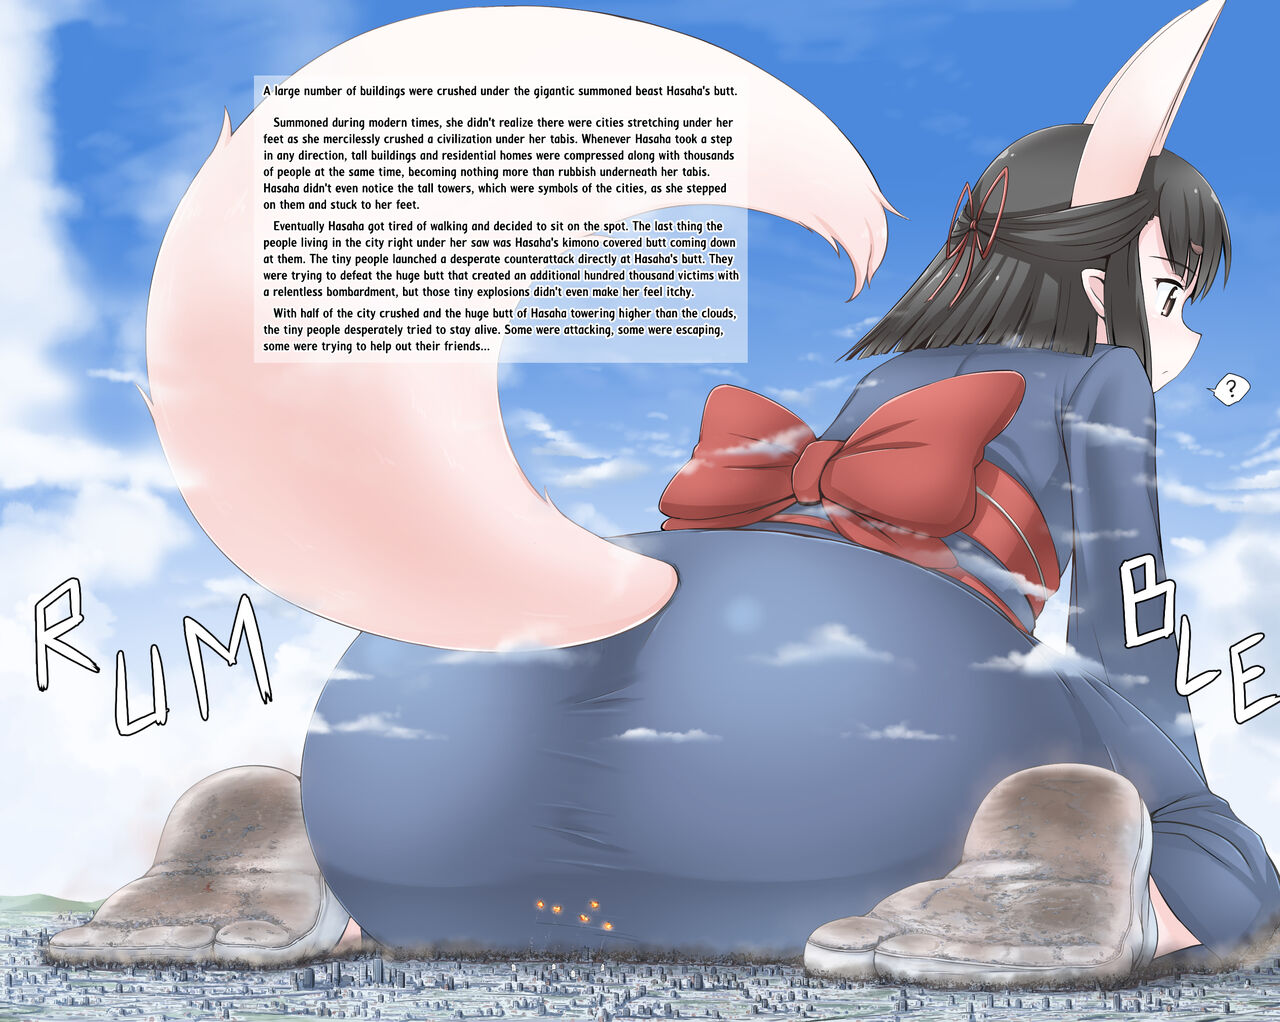 A large number of buildings were crushed under the gigantic summoned beast Hasaha's butt.
Summoned during modern times, she didn't realize there were cities stretching under her
feet as she mercilessly crushed a civilization under her tabis. Whenever Hasaha took a step
in any direction, tall buildings and residential homes were compressed along with thousands
of people at the same time, becoming nothing more than rubbish underneath her tabis.
Hasaha didn't even notice the tall towers, which were symbols of the cities, as she stepped
on them and stuck to her feet.
Eventually Hasaha got tired of walking and decided to sit on the spot. The last thing the
people living in the city right under her saw was Hasaha's kimono covered butt coming down
at them. The tiny people launched a desperate counterattack directly at Hasaha's butt. They
were trying to defeat the huge butt that created an additional hundred thousand victims with
a relentless bombardment, but those tiny explosions didn't even make her feel itchy.
With half of the city crushed and the huge butt of Hasaha towering higher than the clouds,
the tiny people desperately tried to stay alive. Some were attacking, some were escaping,
some were trying to help out their friends...
?
RUM
BLE